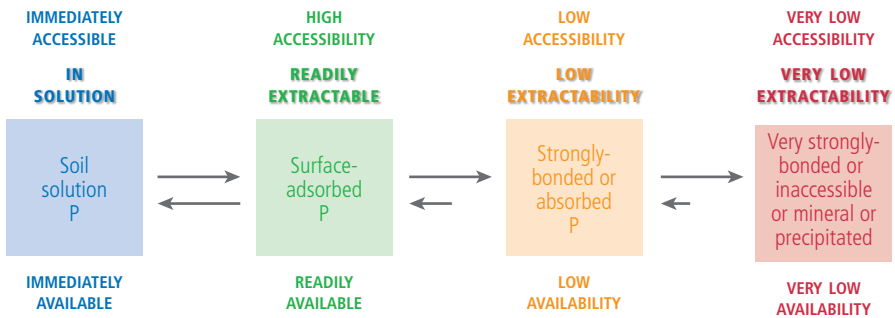 IMMEDIATELY
ACCESSIBLE
IN
SOLUTION
Soil
solution
P
IMMEDIATELY
AVAILABLE
HIGH
ACCESSIBILITY
READILY
EXTRACTABLE
Surface-
adsorbed
P
READILY
AVAILABLE
LOW
ACCESSIBILITY
LOW
EXTRACTABILITY
Strongly-
bonded or
absorbed
P
LOW
AVAILABILITY
VERY LOW
ACCESSIBILITY
VERY LOW
EXTRACTABILITY
Very strongly-
bonded or
inaccessible
or mineral or
precipitated
VERY LOW
AVAILABILITY